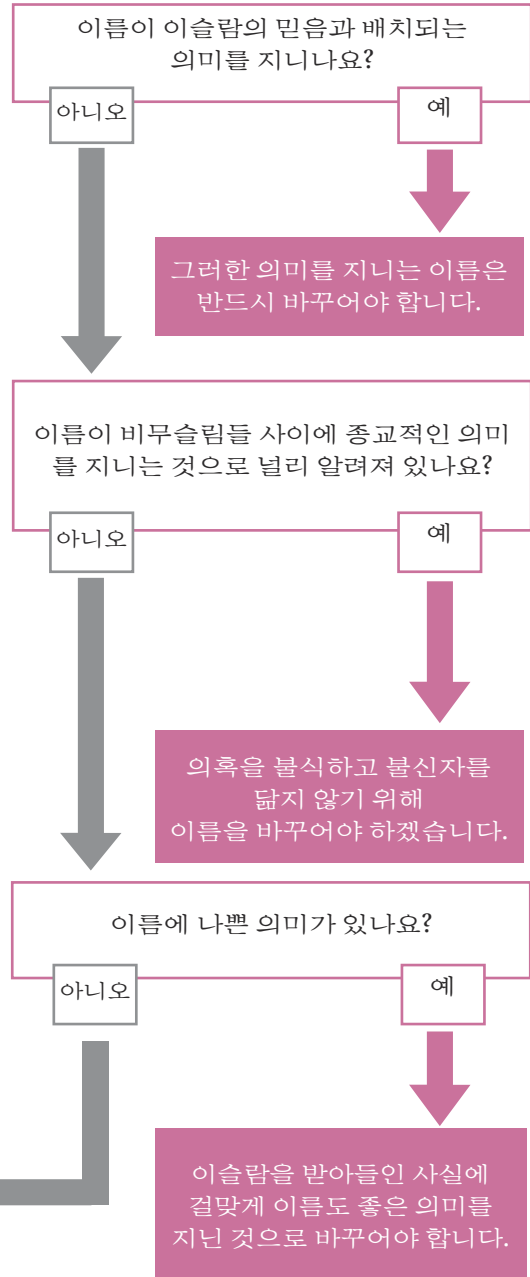 이름이 이슬람의 믿음과 배치되는
의미를 지니나요?
아니오
예
그러한 의미를 지니는 이름은
반드시 바꾸어야 합니다.
이름이 비무슬림들 사이에 종교적인 의미
를 지니는 것으로 널리 알려져 있나요?
아니오
예
의혹을 불식하고 불신자를
닮지 않기 위해
이름을 바꾸어야 하겠습니다.
이름에 나쁜 의미가 있나요?
아니오
예
이슬람을 받아들인 사실에
걸맞게 이름도 좋은 의미를
지닌 것으로 바꾸어야 합니다.